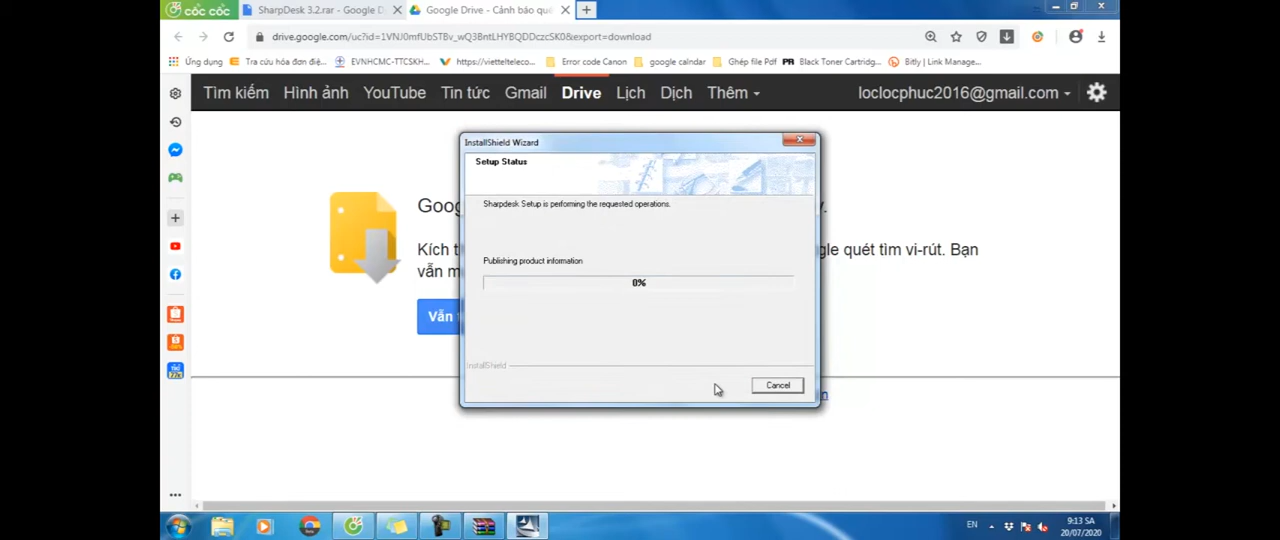 cốc cốc
SharpDesk 3.2.rar - Google D
Google Drive - Cảnh báo qué
drive.google.com/uc?id=1VNJ0mfUbSTBv_wQ3BntLHYBQDDczcSK0&export=download
Ứng dụng
Tra cứu hóa đơn điệ...
EVNHCMC-TTCSKH...
https://viettelteleco...
Error code Canon
google calndar
Ghép file Pdf
PR Black Toner Cartridg...
Bitly | Link Manage...
Tìm kiếm Hình ảnh YouTube Tin tức Gmail Drive Lịch Dịch Thêm
loclocphuc2016@gmail.com
InstallShield Wizard
Setup Status
Sharpdesk Setup is performing the requested operations.
Publishing product information
0%
InstallShield
Cancel
Goo
y.
Kích t
gle quét tìm vi-rút. Bạn
vẫn m
Vẫn
EN
9:13 SA
20/07/2020